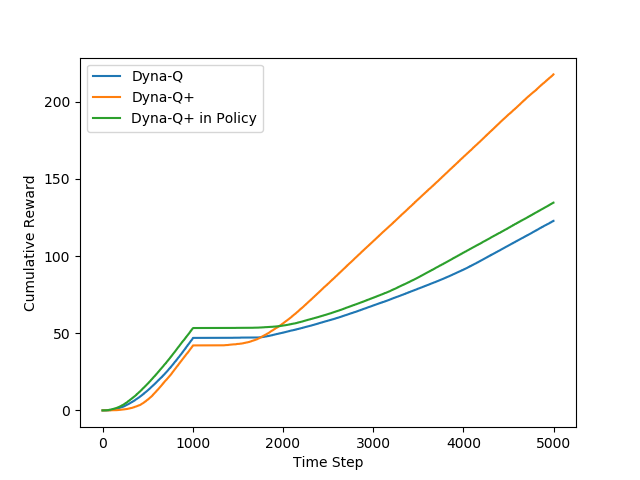 Dyna-Q
Dyna-Q+
Dyna-Q+ in Policy
200
150
100
50
0
Cumulative Reward
0 1000 2000 3000 4000 5000
Time Step